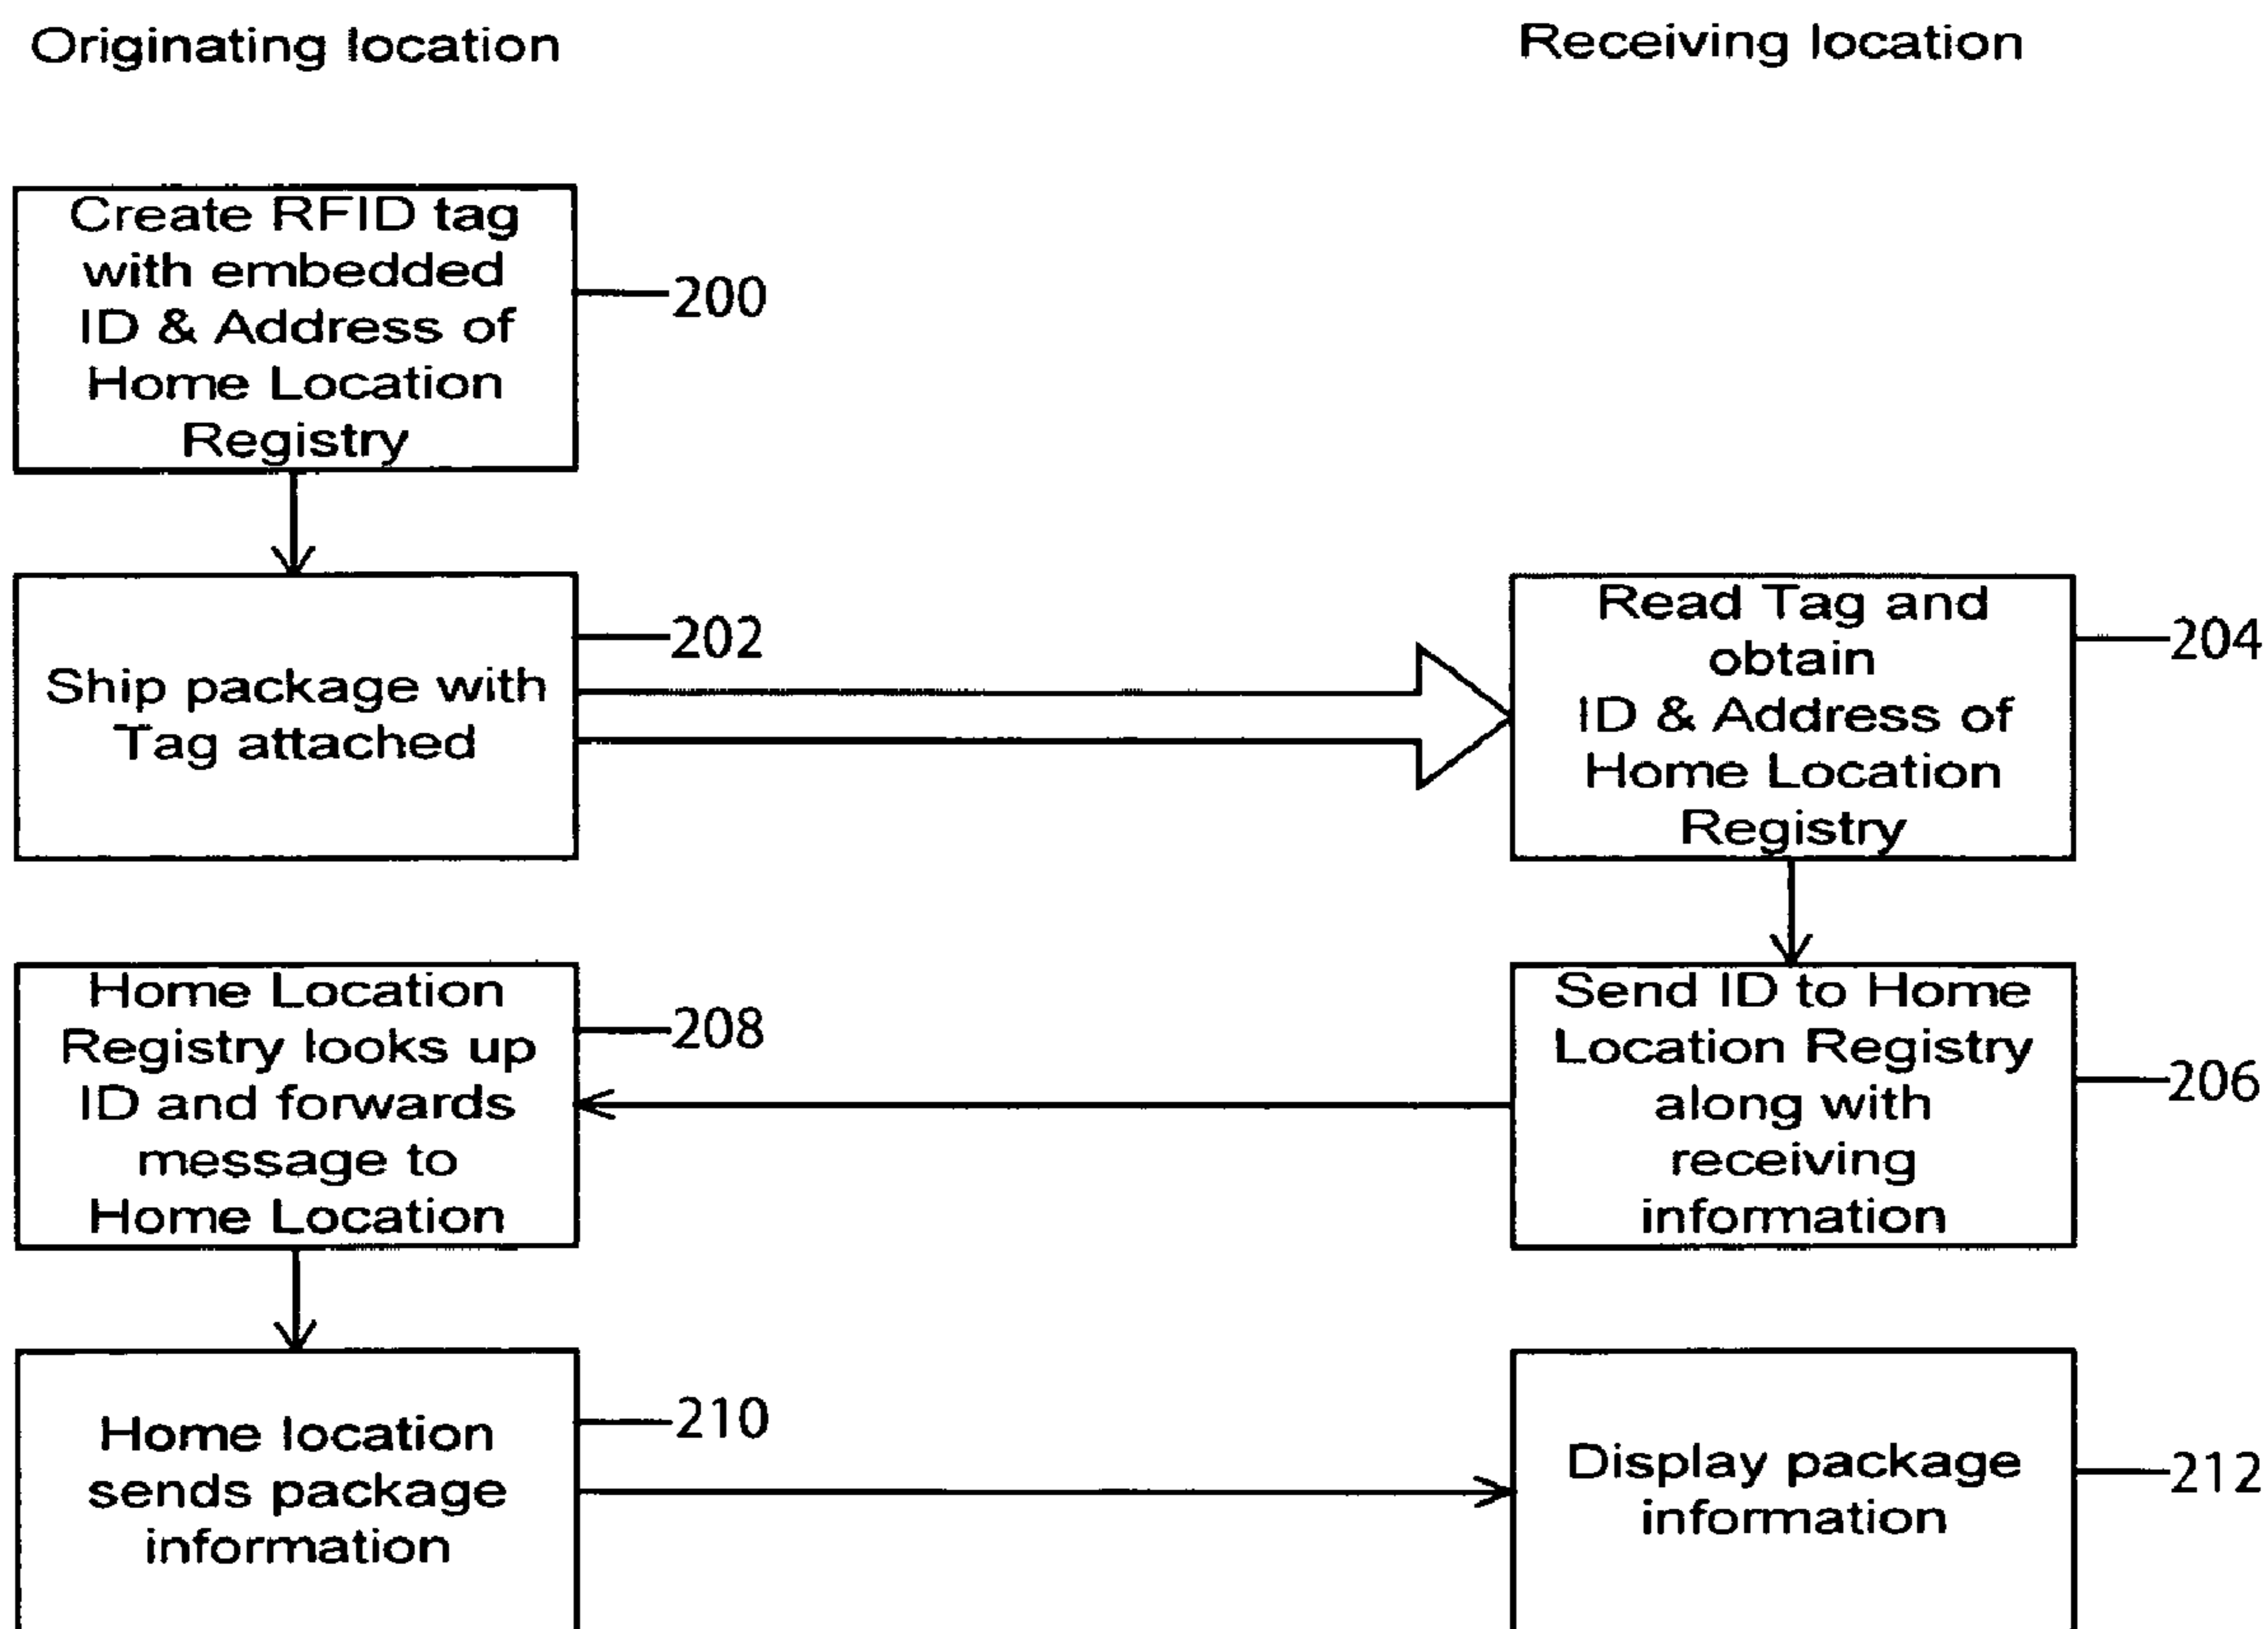 Originating location
Receiving location
Create RFID tag
with embedded
ID & Address of
Home Location
Registry
200
Ship package with
Tag attached
202
Read Tag and
obtain
ID & Address of
Home Location
Registry
204
Send ID to Home
Location Registry
along with
receiving
information
206
Home Location
Registry looks up
ID and forwards
message to
Home Location
208
Home location
sends package
information
210
Display package
information
212